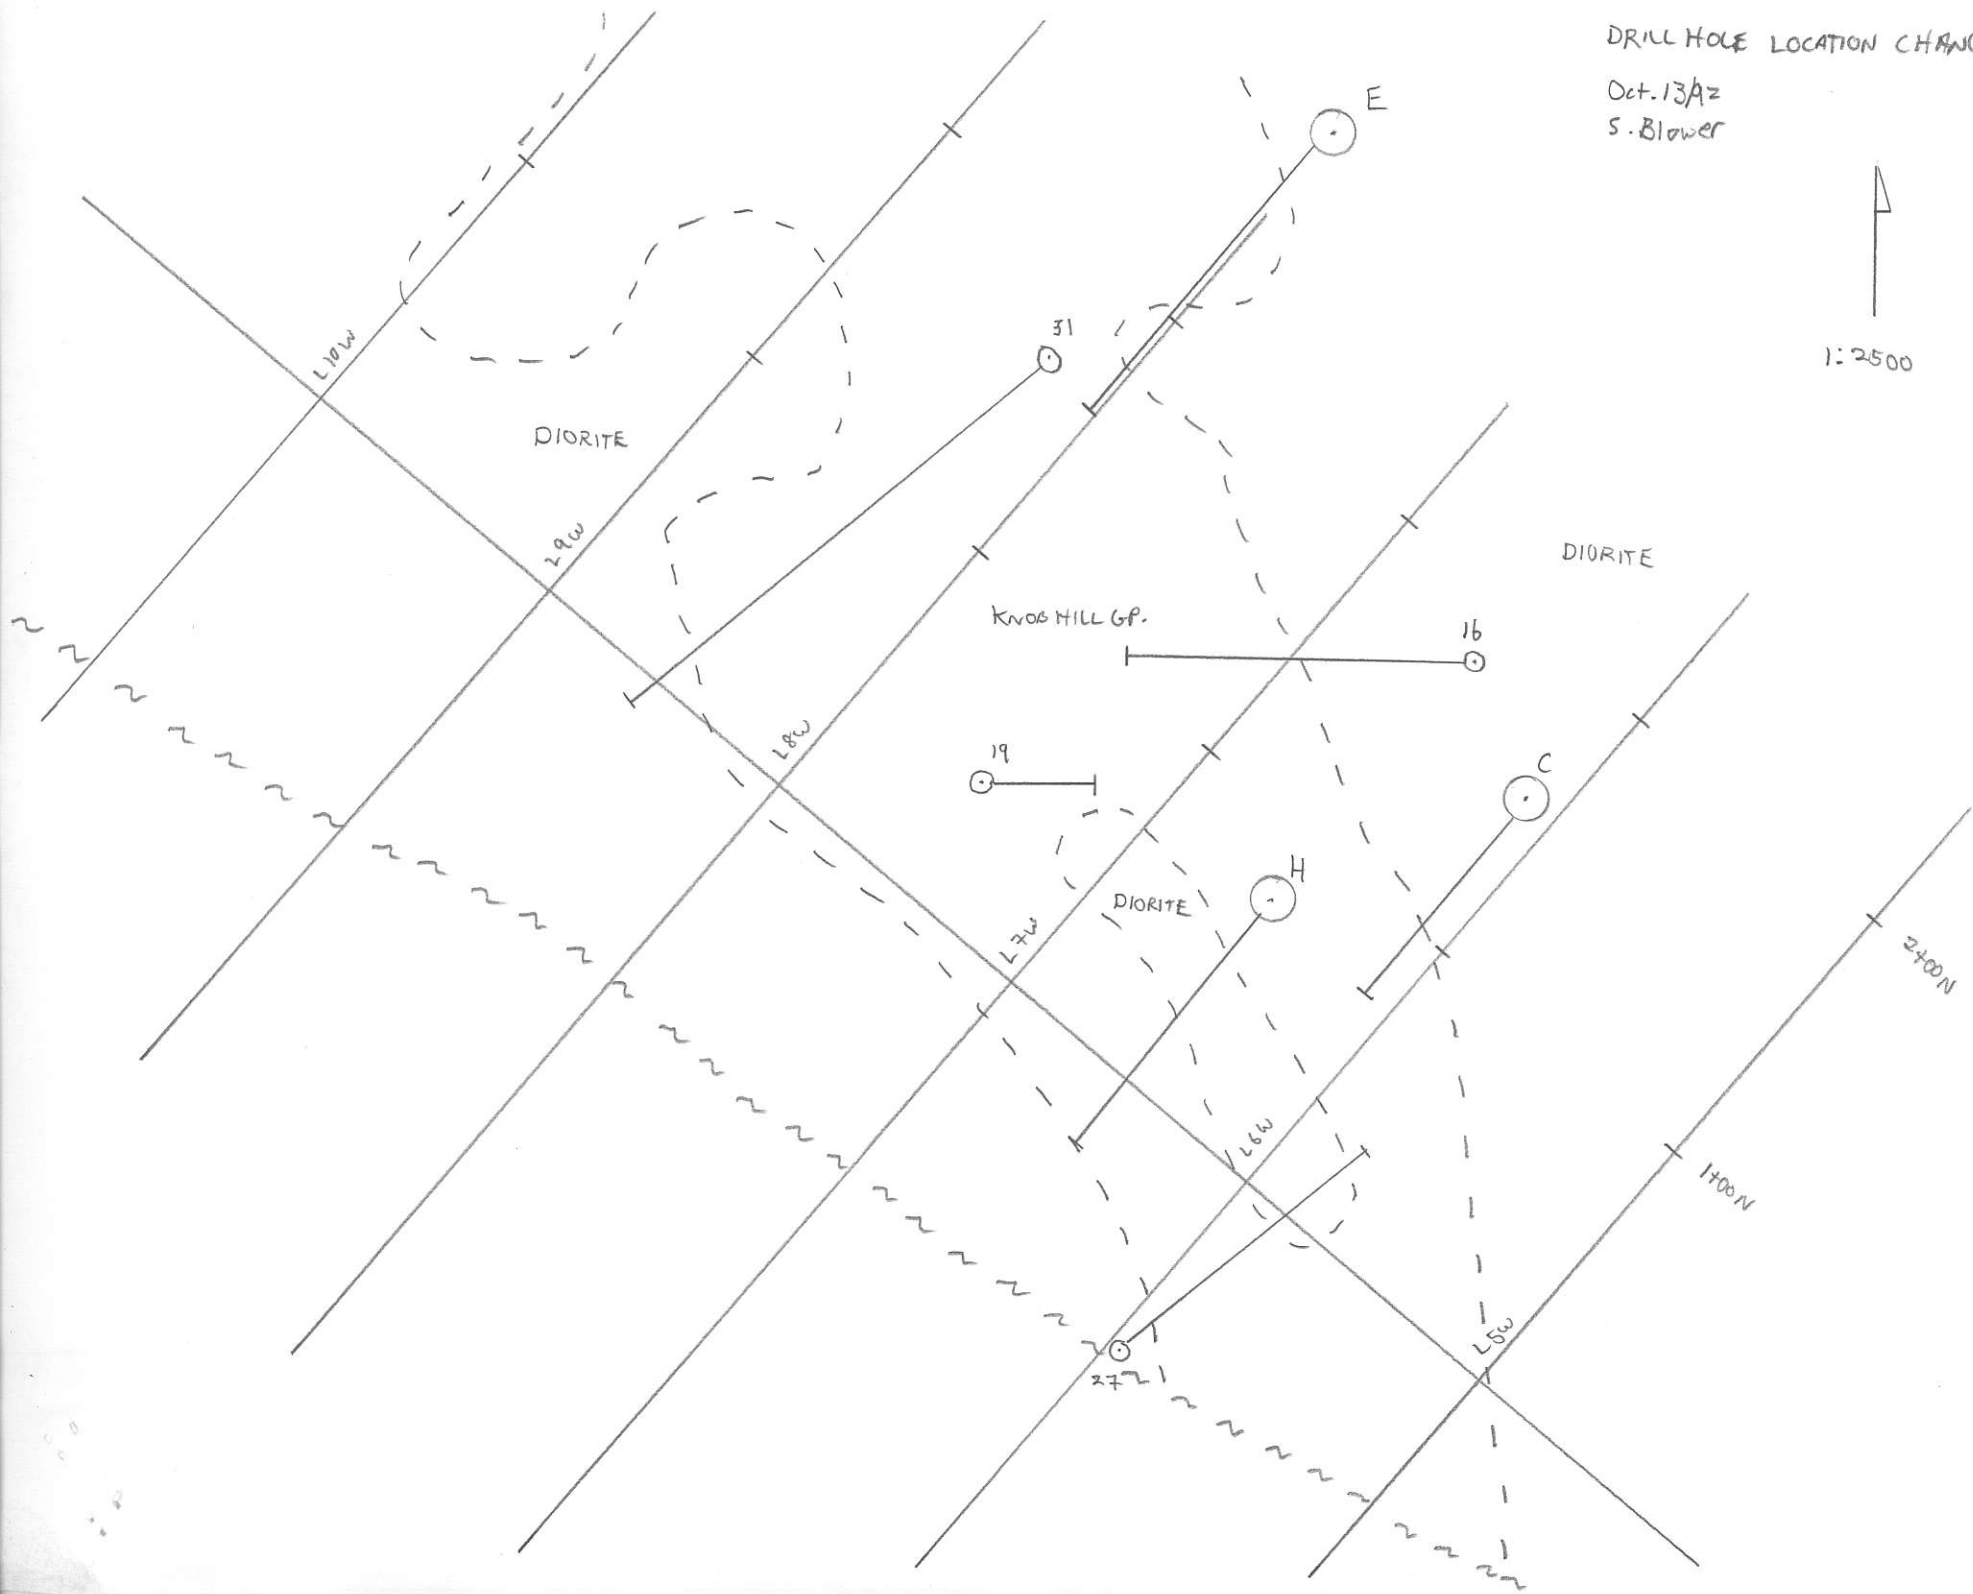 DRILL HOLE LOCATION CHANG
Oct. 13/92
S. Blower
E
1:2500
31
L10W
DIORITE
L9W
DIORITE
KNOB HILL GP.
16
L8W
19
C
H
DIORITE
L7W
2+00N
L6W
1+00N
L5W
27